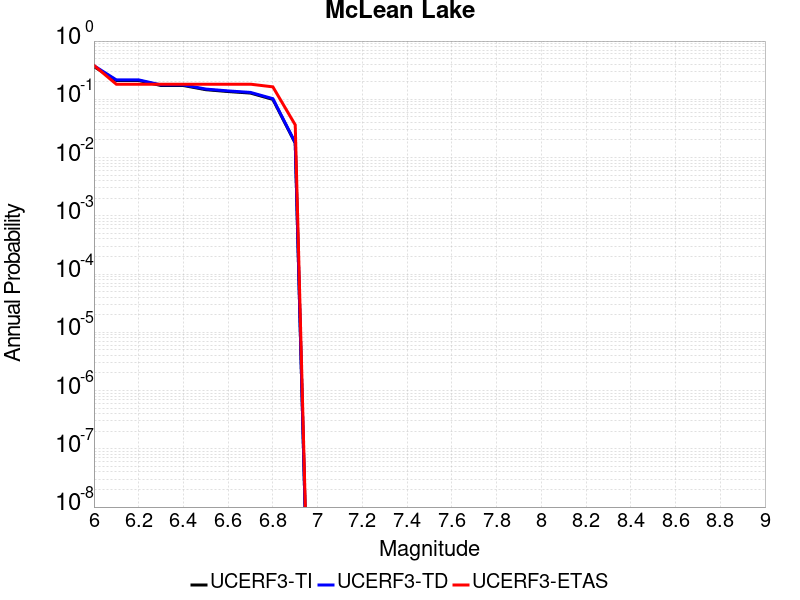 McLean Lake
10^0
10^-1
10^-2
10^-3
10^-4
10^-5
10^-6
10^-7
10^-8
Annual Probability
6 6.2 6.4 6.6 6.8 7 7.2 7.4 7.6 7.8 8 8.2 8.4 8.6 8.8 9
Magnitude
UCERF3-TI UCERF3-TD UCERF3-ETAS